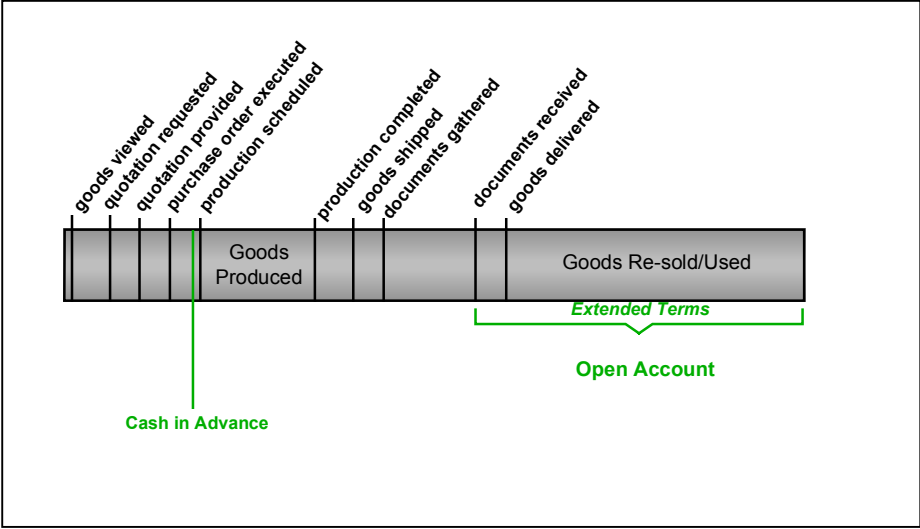 goods viewed
quotation requested
quotation provided
purchase order executed
production scheduled
production completed
goods shipped
documents gathered
documents received
goods delivered
Goods
Produced
Goods Re-sold/Used
Extended Terms
Open Account
Cash in Advance